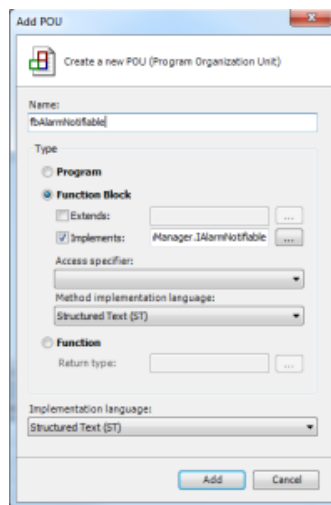 Add POU
Create a new POU (Program Organization Unit)
Name:
fbAlarmNotifiable
Type
Program
Function Block
Extends:
...
Implements:
iManager.IAlarmNotifiable
...
Access specifier:
Method implementation language:
Structured Text (ST)
Function
Return type:
...
Implementation language:
Structured Text (ST)
Add
Cancel